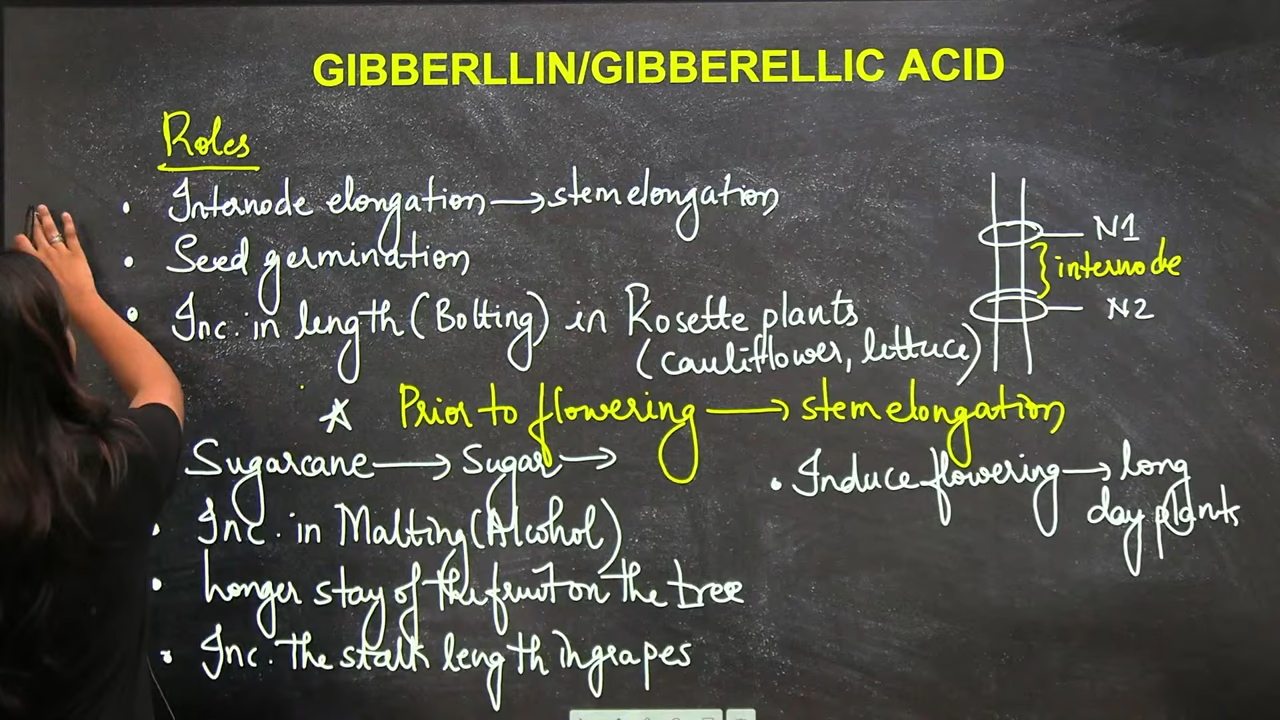 GIBBERLLIN/GIBBERELLIC ACID
Roles
• Internode elongation → stem elongation
• Seed germination
• Inc. in length (Bolting) in Rosette plants
(cauliflower, lettuce)
N1
internode
N2
☆ Prior to flowering → stem elongation
Sugarcane → Sugar →
• Induce flowering → long
day plants
• Inc. in Malting (Alcohol)
• Longer stay of the fruit on the tree
• Inc. The stalk length in grapes